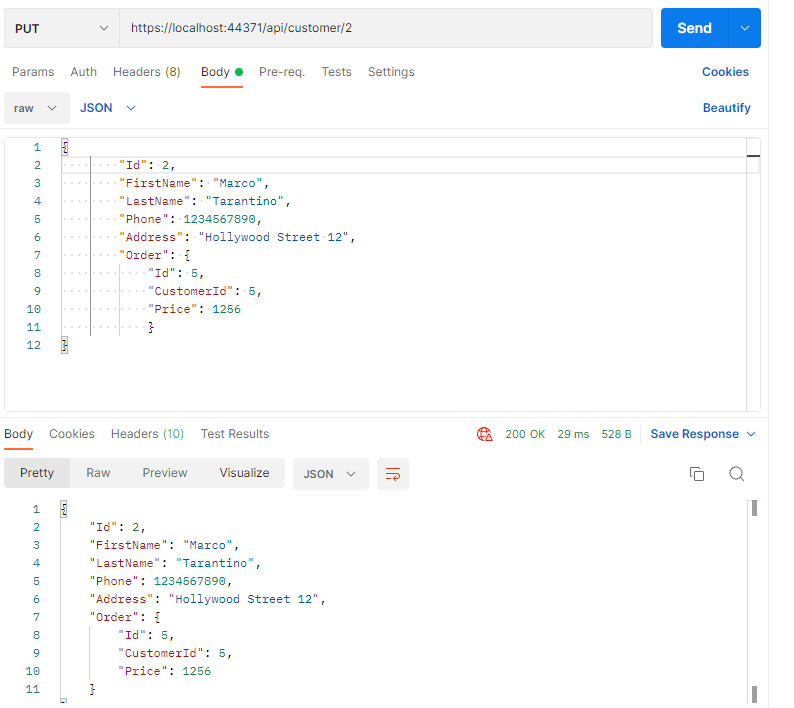 PUT https://localhost:44371/api/customer/2 Send
Params Auth Headers (8) Body Pre-req. Tests Settings Cookies
raw JSON Beautify
1 {
2 "Id": 2,
3 "FirstName": "Marco",
4 "LastName": "Tarantino",
5 "Phone": 1234567890,
6 "Address": "Hollywood Street 12",
7 "Order": {
8 "Id": 5,
9 "CustomerId": 5,
10 "Price": 1256
11 }
12 }
Body Cookies Headers (10) Test Results 200 OK 29 ms 528 B Save Response
Pretty Raw Preview Visualize JSON
1 {
2 "Id": 2,
3 "FirstName": "Marco",
4 "LastName": "Tarantino",
5 "Phone": 1234567890,
6 "Address": "Hollywood Street 12",
7 "Order": {
8 "Id": 5,
9 "CustomerId": 5,
10 "Price": 1256
11 }